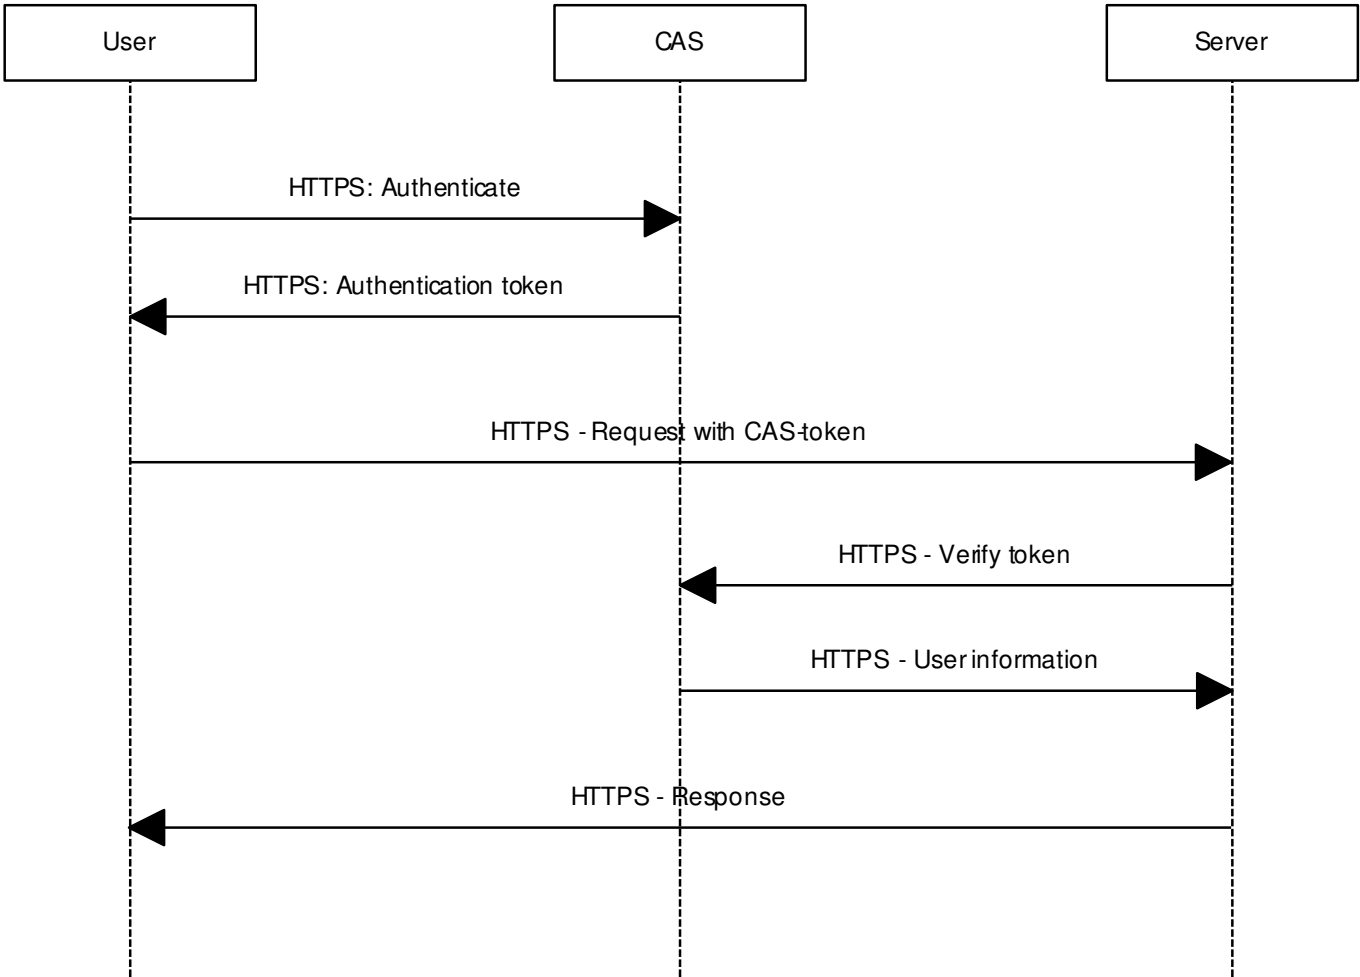 User
CAS
Server
HTTPS: Authenticate
HTTPS: Authentication token
HTTPS - Request with CAS-token
HTTPS - Verify token
HTTPS - User information
HTTPS - Response